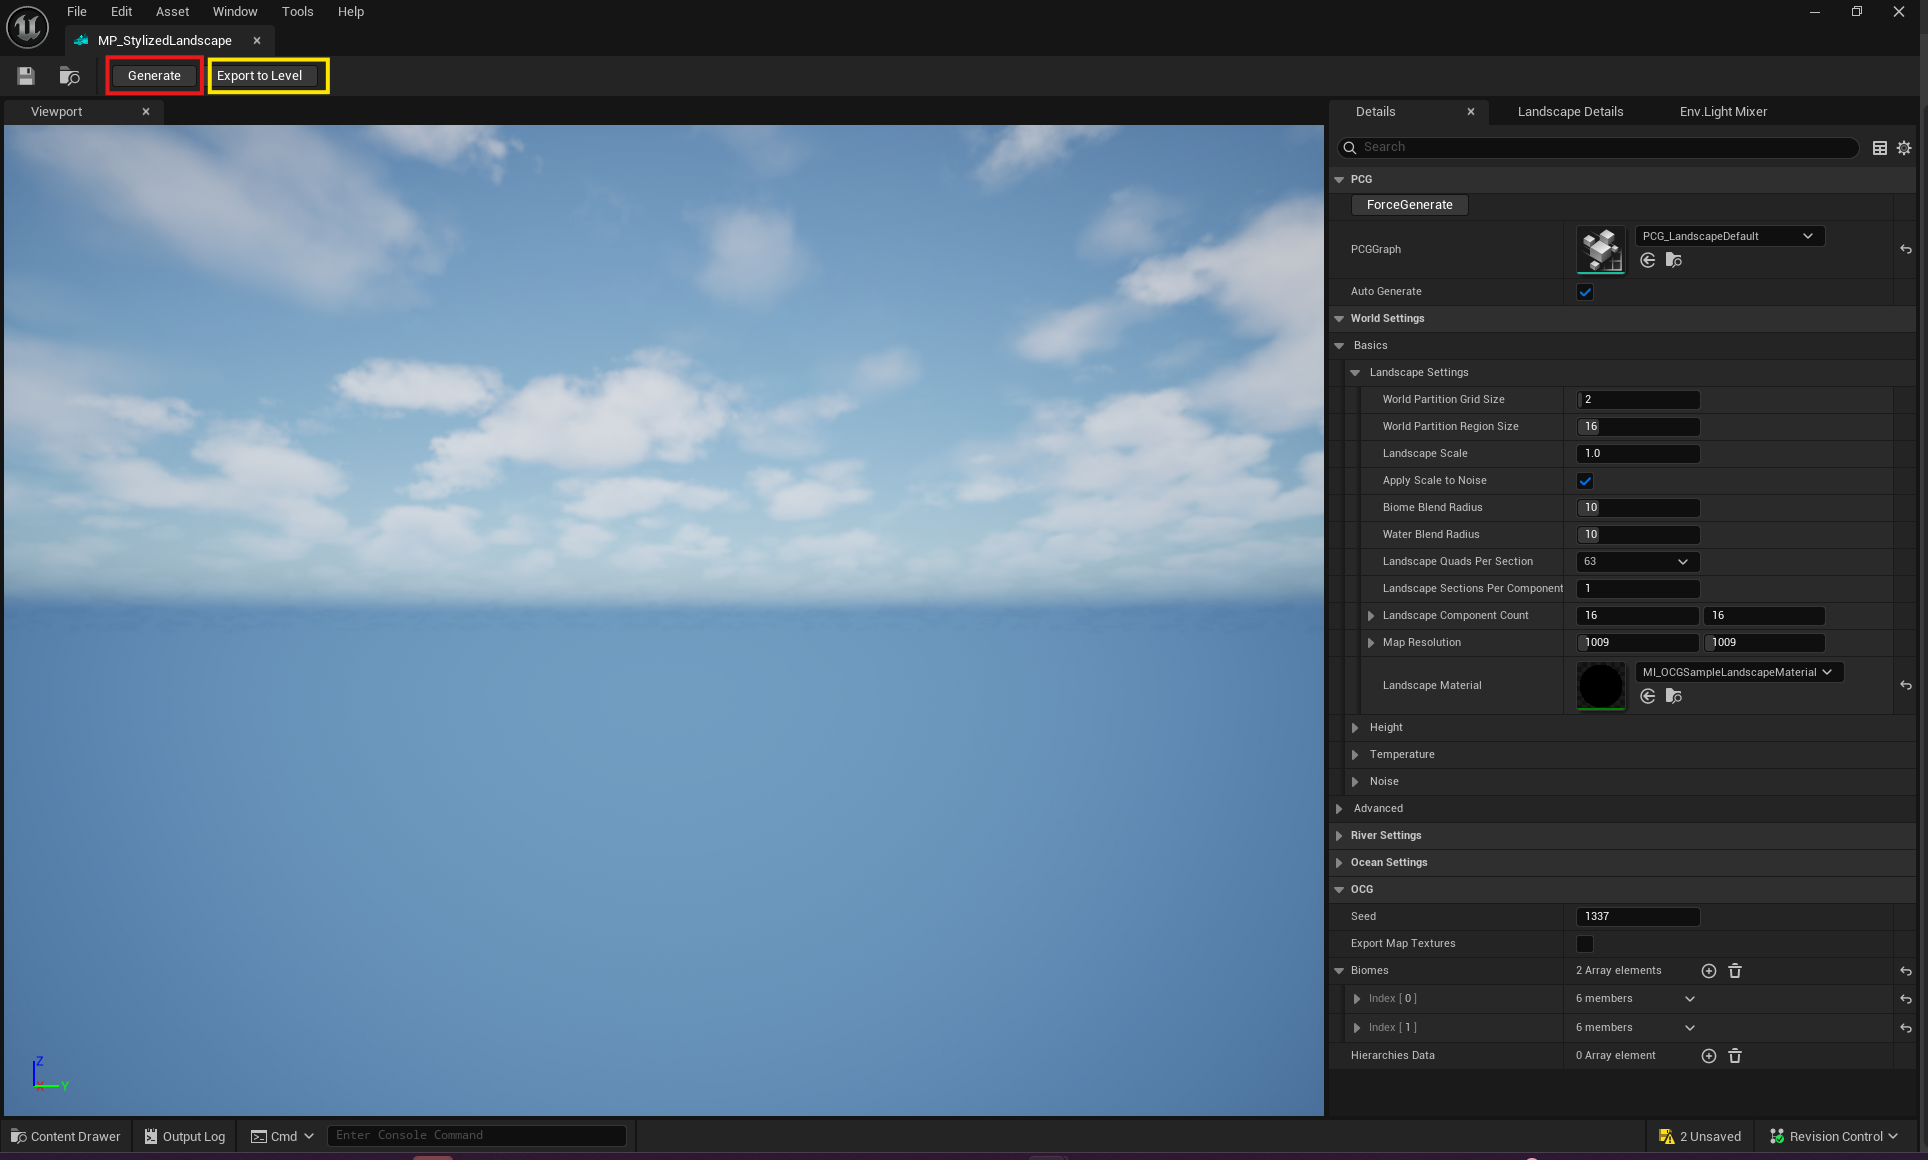 File Edit Asset Window Tools Help
MP_StylizedLandscape
Generate Export to Level
Viewport
Details Landscape Details Env.Light Mixer
Search
PCG
ForceGenerate
PCGGraph PCG_LandscapeDefault
Auto Generate
World Settings
Basics
Landscape Settings
World Partition Grid Size 2
World Partition Region Size 16
Landscape Scale 1.0
Apply Scale to Noise
Biome Blend Radius 10
Water Blend Radius 10
Landscape Quads Per Section 63
Landscape Sections Per Component 1
Landscape Component Count 16 16
Map Resolution 1009 1009
Landscape Material MI_OCGSampleLandscapeMaterial
Height
Temperature
Noise
Advanced
River Settings
Ocean Settings
OCG
Seed 1337
Export Map Textures
Biomes 2 Array elements
Index [ 0 ] 6 members
Index [ 1 ] 6 members
Hierarchies Data 0 Array element
Z
X Y
Content Drawer Output Log Cmd Enter Console Command 2 Unsaved Revision Control